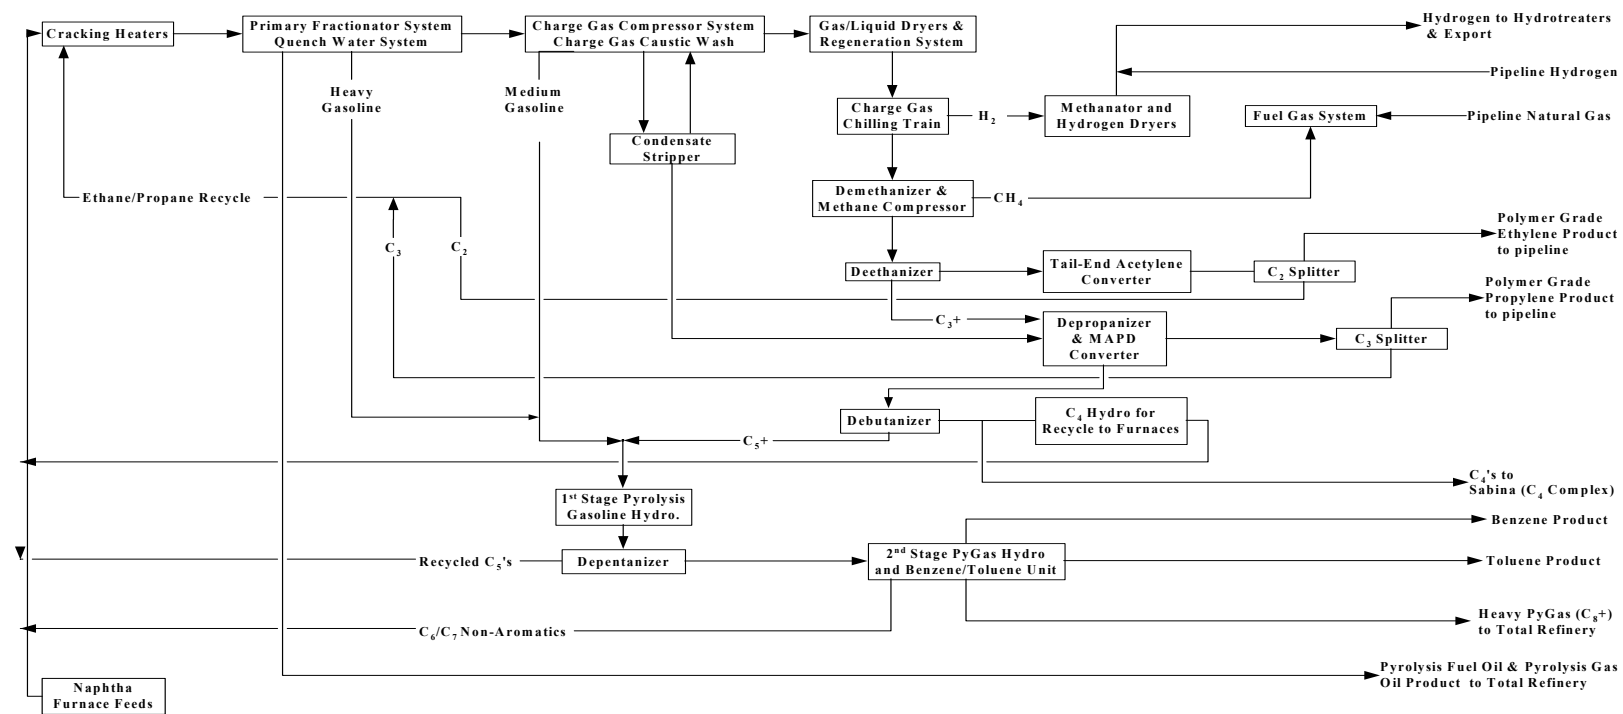 Cracking Heaters
Primary Fractionator System
Quench Water System
Charge Gas Compressor System
Charge Gas Caustic Wash
Gas/Liquid Dryers &
Regeneration System
Hydrogen to Hydrotreaters
& Export
Pipeline Hydrogen
Heavy
Gasoline
Medium
Gasoline
Charge Gas
Chilling Train
H₂
Methanator and
Hydrogen Dryers
Fuel Gas System
Pipeline Natural Gas
Condensate
Stripper
Ethane/Propane Recycle
Demethanizer &
Methane Compressor
CH₄
C₃
C₂
Polymer Grade
Ethylene Product
to pipeline
Deethanizer
Tail-End Acetylene
Converter
C₂ Splitter
Polymer Grade
Propylene Product
to pipeline
C₃+
Depropanizer
& MAPD
Converter
C₃ Splitter
Debutanizer
C₄ Hydro for
Recycle to Furnaces
C₅+
C₄'s to
Sabina (C₄ Complex)
1st Stage Pyrolysis
Gasoline Hydro.
Benzene Product
Recycled C₅'s
Depentanizer
2nd Stage PyGas Hydro
and Benzene/Toluene Unit
Toluene Product
C₆/C₇ Non-Aromatics
Heavy PyGas (C₈+)
to Total Refinery
Pyrolysis Fuel Oil & Pyrolysis Gas
Oil Product to Total Refinery
Naphtha
Furnace Feeds